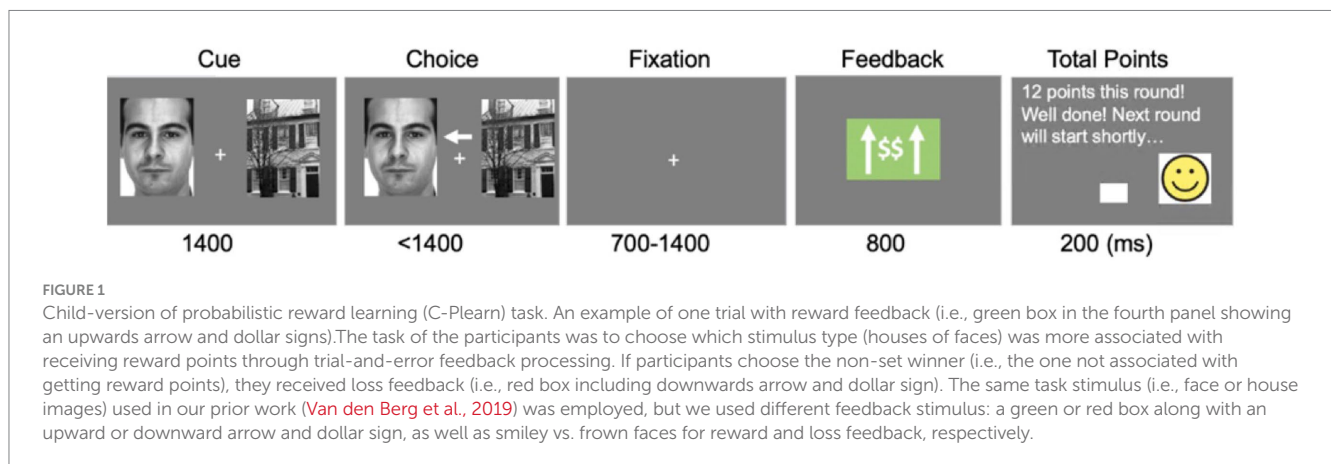 Cue Choice Fixation Feedback Total Points
12 points this round!
Well done! Next round
will start shortly...
$$
1400 <1400 700-1400 800 200 (ms)
FIGURE 1
Child-version of probabilistic reward learning (C-Plearn) task. An example of one trial with reward feedback (i.e., green box in the fourth panel showing
an upwards arrow and dollar signs).The task of the participants was to choose which stimulus type (houses of faces) was more associated with
receiving reward points through trial-and-error feedback processing. If participants choose the non-set winner (i.e., the one not associated with
getting reward points), they received loss feedback (i.e., red box including downwards arrow and dollar sign). The same task stimulus (i.e., face or house
images) used in our prior work (Van den Berg et al., 2019) was employed, but we used different feedback stimulus: a green or red box along with an
upward or downward arrow and dollar sign, as well as smiley vs. frown faces for reward and loss feedback, respectively.